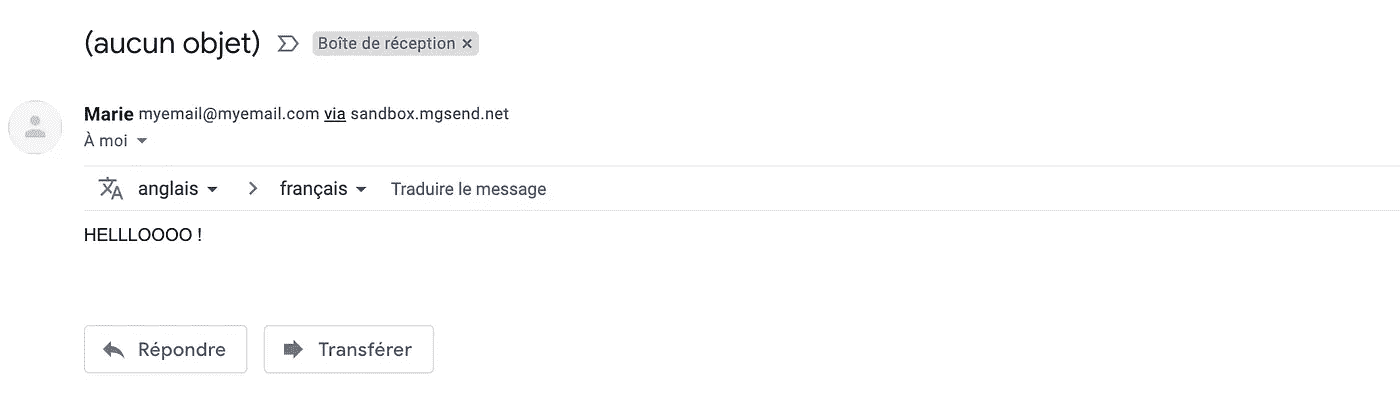 (aucun objet) Boîte de réception ×
Marie myemail@myemail.com via sandbox.mgsend.net
À moi
anglais > français Traduire le message
HELLLOOOO !
Répondre Transférer